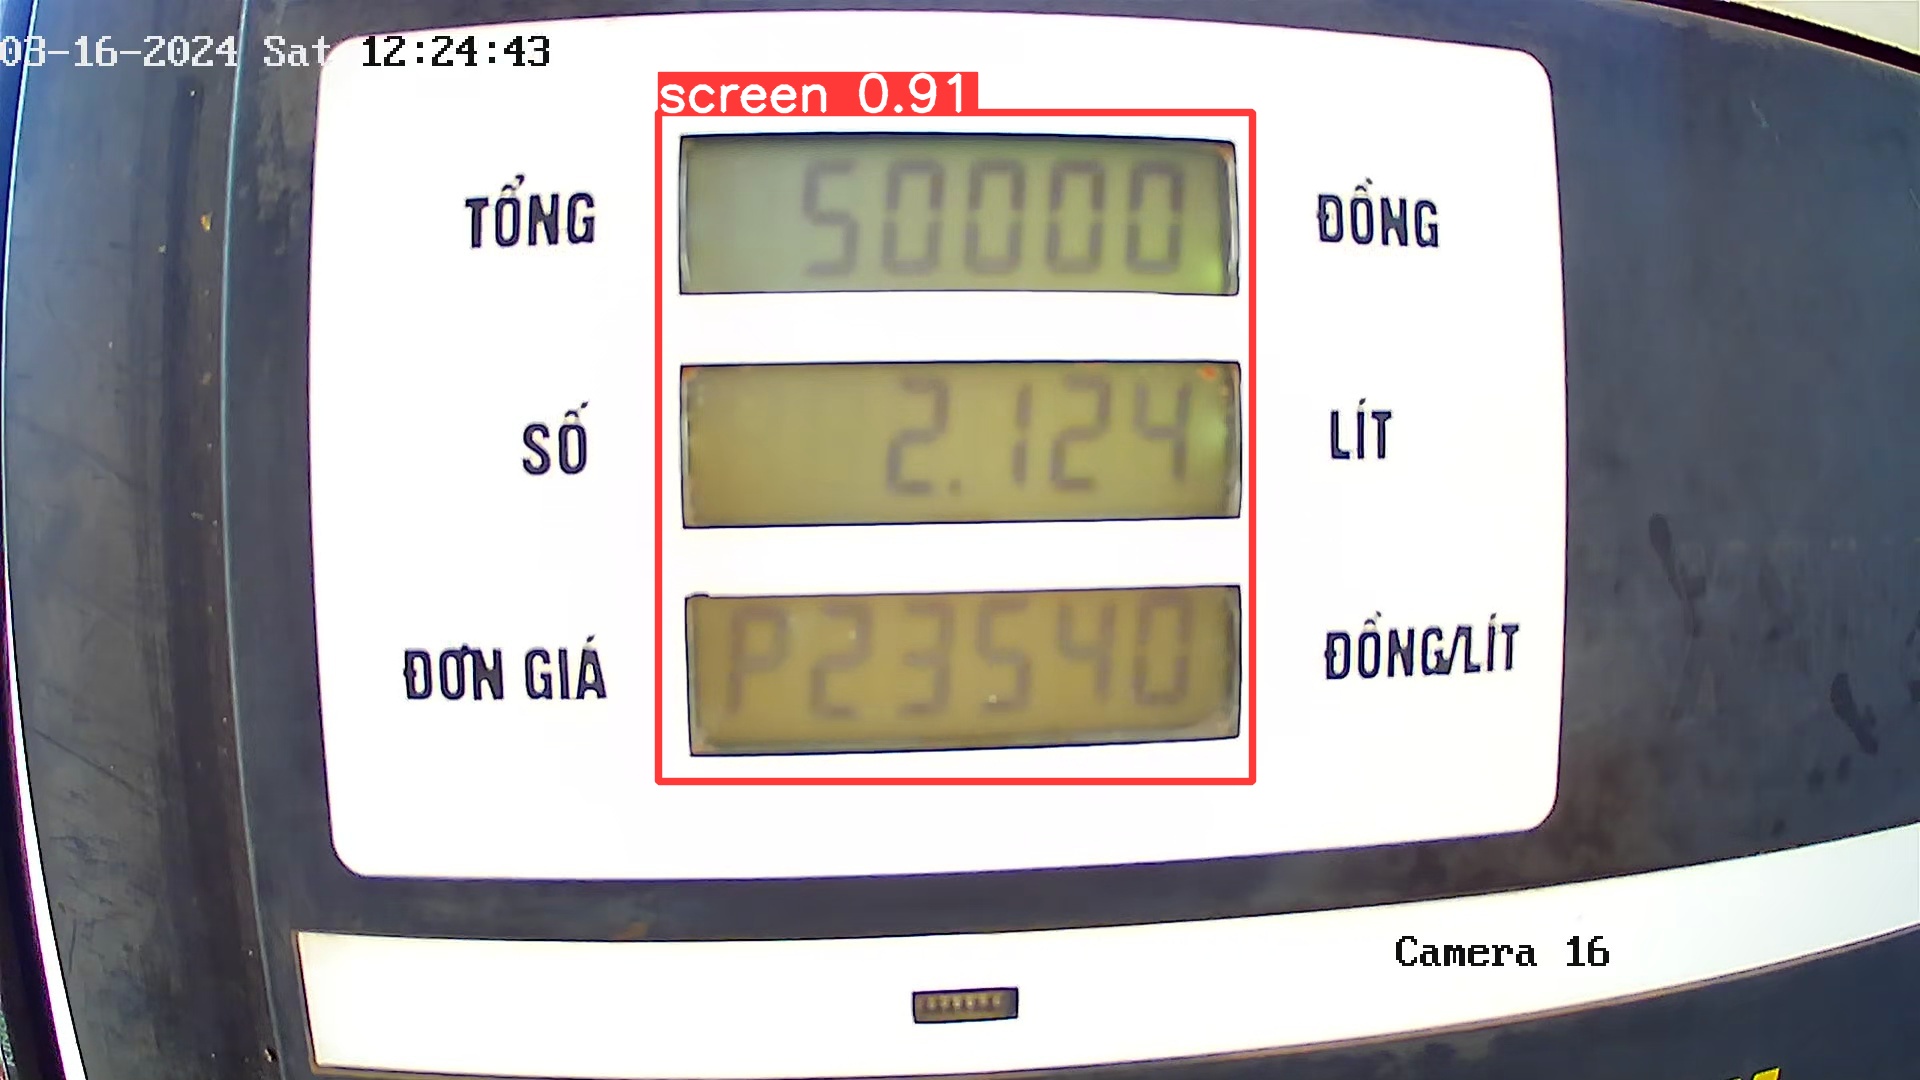 03-16-2024 Sat 12:24:43
screen 0.91
TỔNG 50000 ĐỒNG
SỐ 2.124 LÍT
ĐƠN GIÁ P23540 ĐỒNG/LÍT
Camera 16